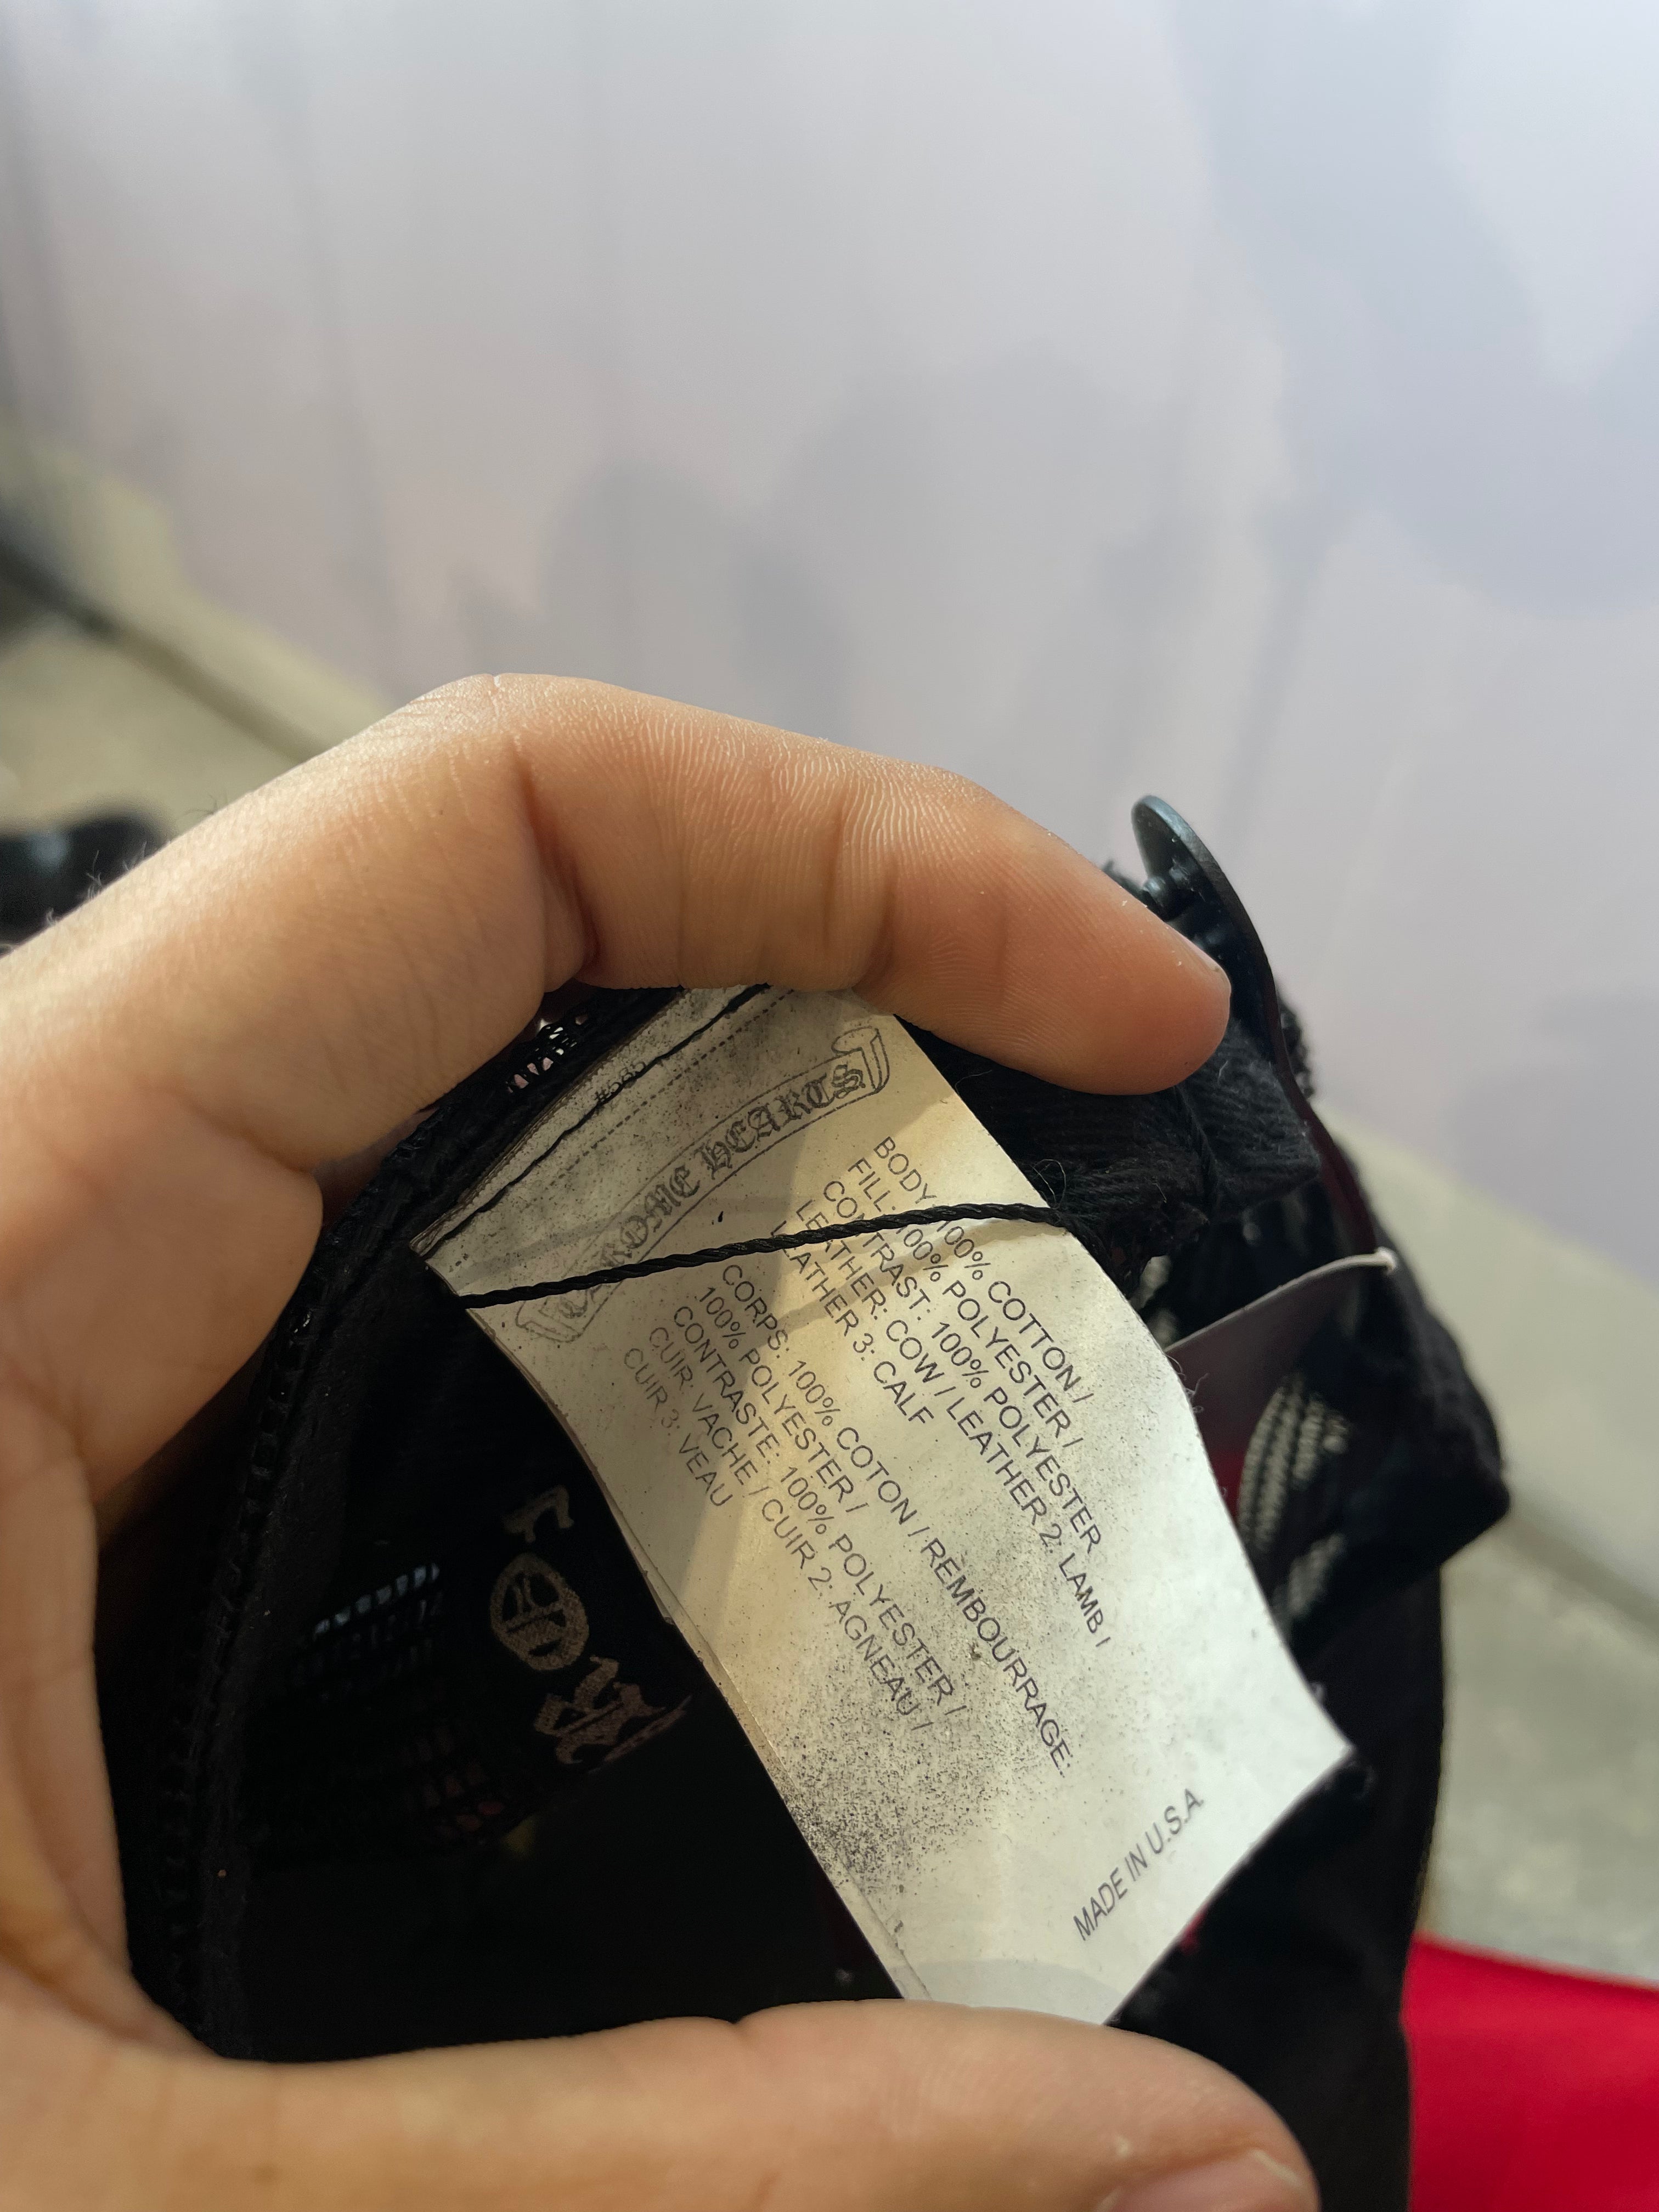 #585
CHROME HEARTS
BODY: 100% COTTON /
FILL: 100% POLYESTER /
CONTRAST: 100% POLYESTER
LEATHER: COW / LEATHER 2: LAMB /
LEATHER 3: CALF
CORPS: 100% COTON / REMBOURRAGE:
100% POLYESTER /
CONTRASTE: 100% POLYESTER /
CUIR: VACHE / CUIR 2: AGNEAU /
CUIR 3: VEAU
MADE IN U.S.A.